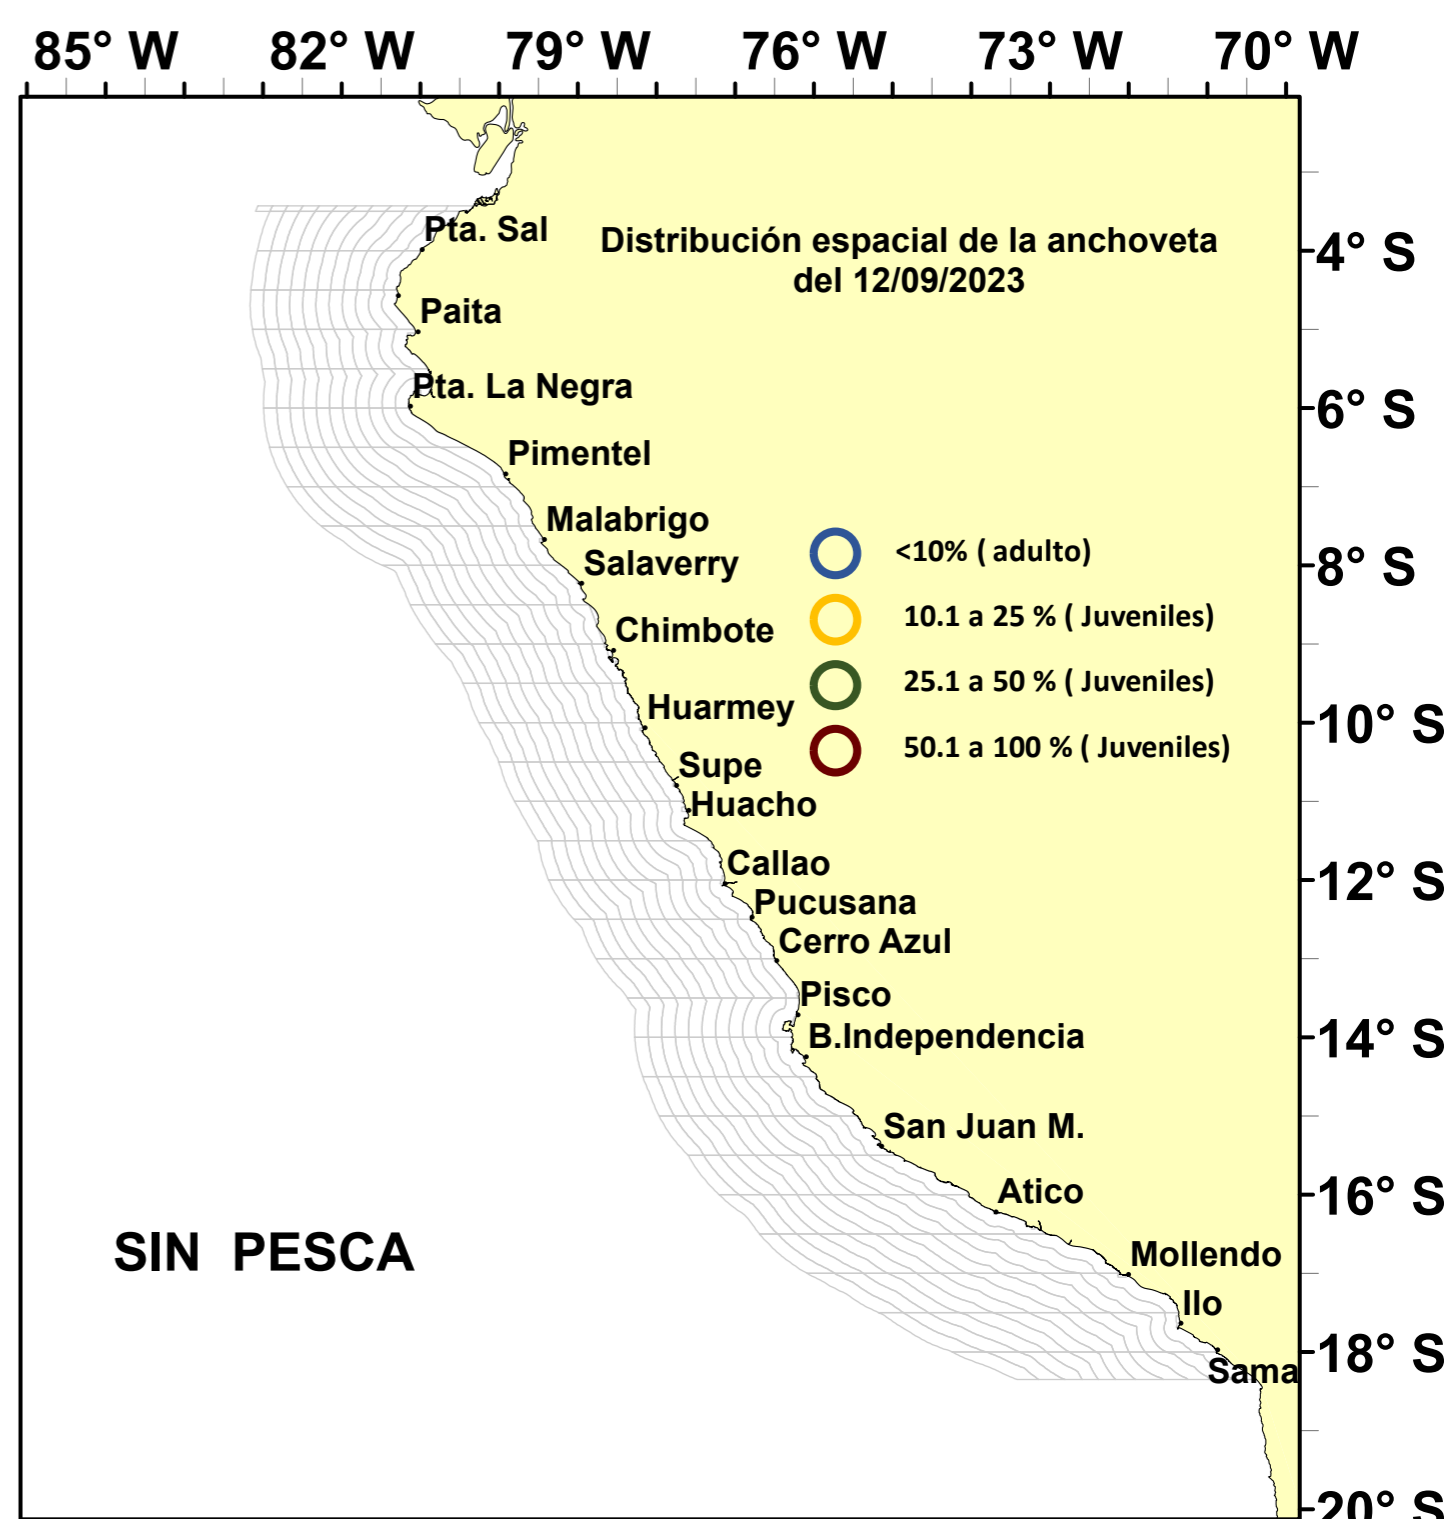 85° W 82° W 79° W 76° W 73° W 70° W
Pta. Sal
Distribución espacial de la anchoveta
del 12/09/2023
4° S
Paita
Pta. La Negra
6° S
Pimentel
Malabrigo
Salaverry
<10% ( adulto)
8° S
Chimbote
10.1 a 25 % ( Juveniles)
25.1 a 50 % ( Juveniles)
Huarmey
10° S
50.1 a 100 % ( Juveniles)
Supe
Huacho
Callao
12° S
Pucusana
Cerro Azul
Pisco
B.Independencia
14° S
San Juan M.
Atico
16° S
SIN PESCA
Mollendo
Ilo
18° S
Sama
20° S